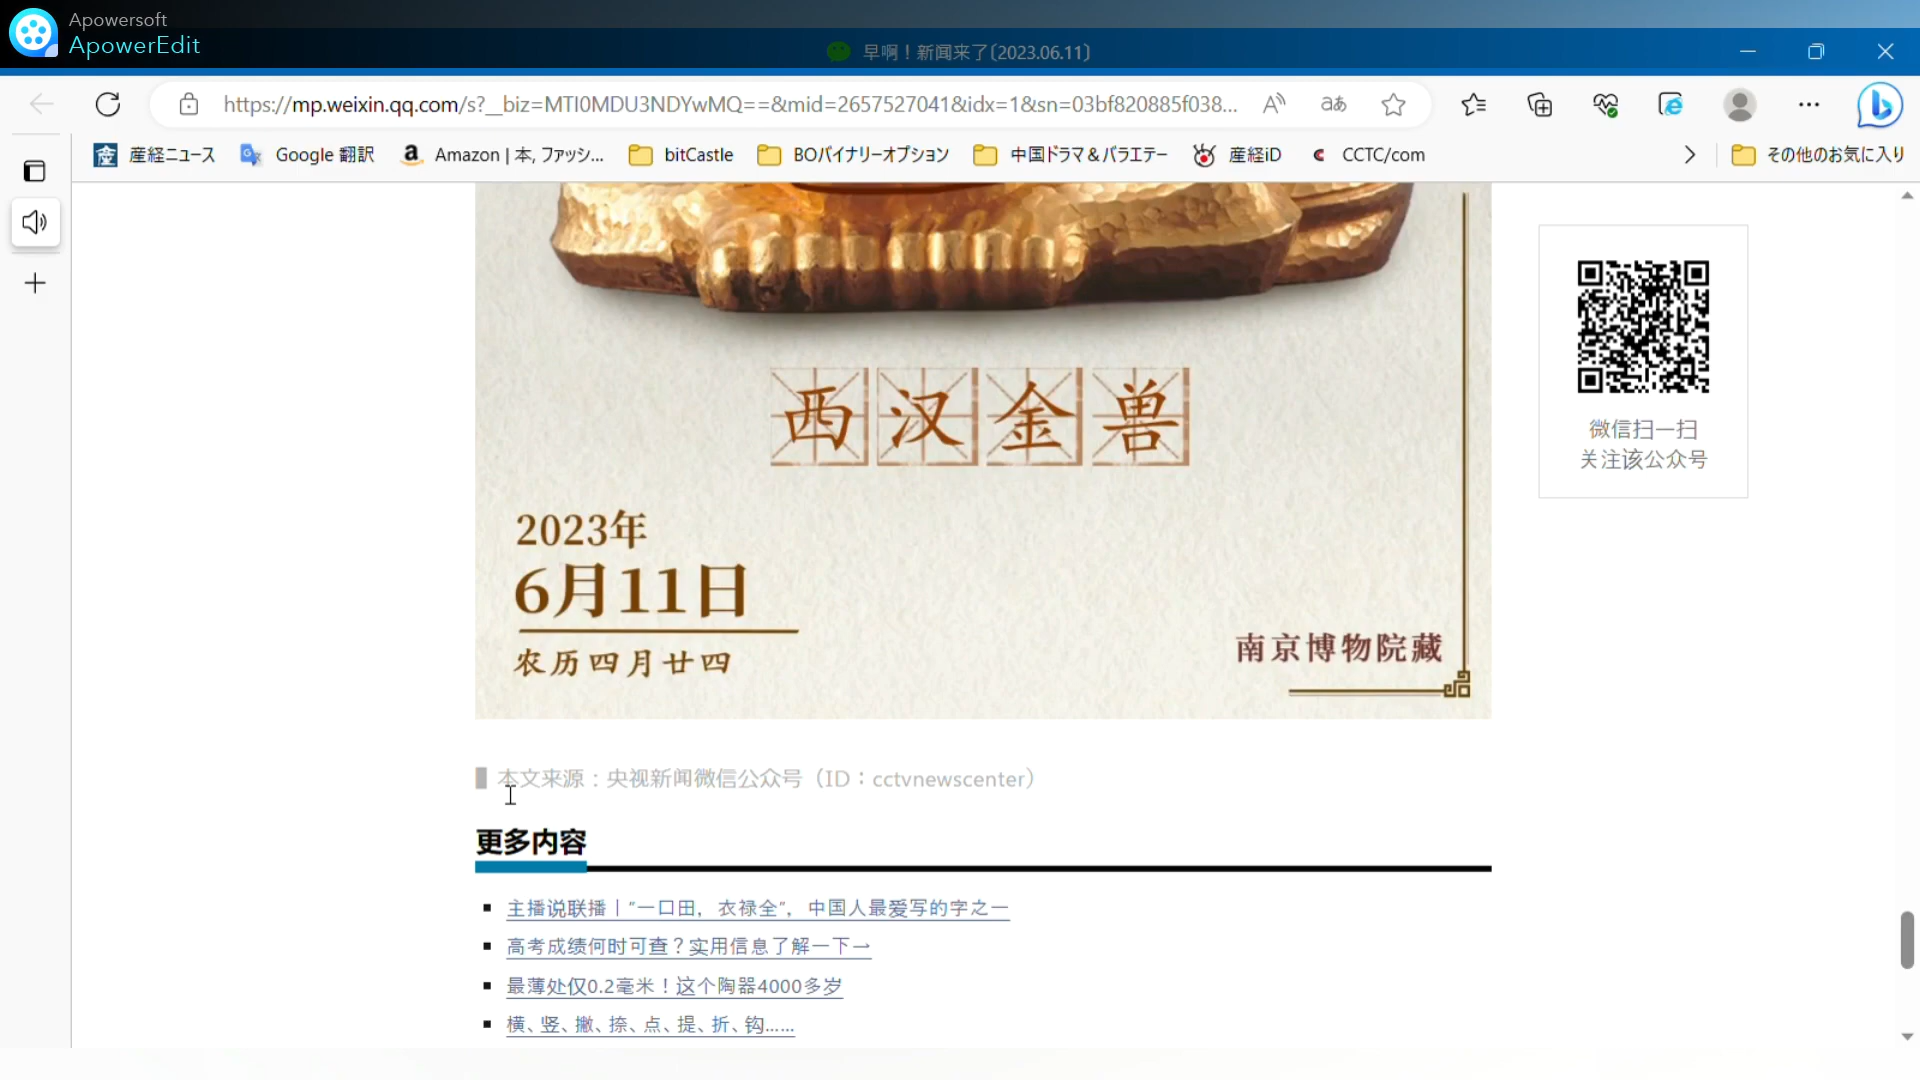 Apowersoft
ApowerEdit
早啊！新闻来了〔2023.06.11〕
https://mp.weixin.qq.com/s?__biz=MTI0MDU3NDYwMQ==&mid=2657527041&idx=1&sn=03bf820885f038...
産経ニュース
Google 翻訳
Amazon | 本, ファッシ...
bitCastle
BOバイナリーオプション
中国ドラマ＆バラエテー
産経iD
CCTC/com
その他のお気に入り
西汉金兽
2023年
6月11日
农历四月廿四
南京博物院藏
微信扫一扫
关注该公众号
本文来源：央视新闻微信公众号（ID：cctvnewscenter）
更多内容
主播说联播丨“一口田，衣禄全”，中国人最爱写的字之一
高考成绩何时可查？实用信息了解一下→
最薄处仅0.2毫米！这个陶器4000多岁
横、竖、撇、捺、点、提、折、钩……